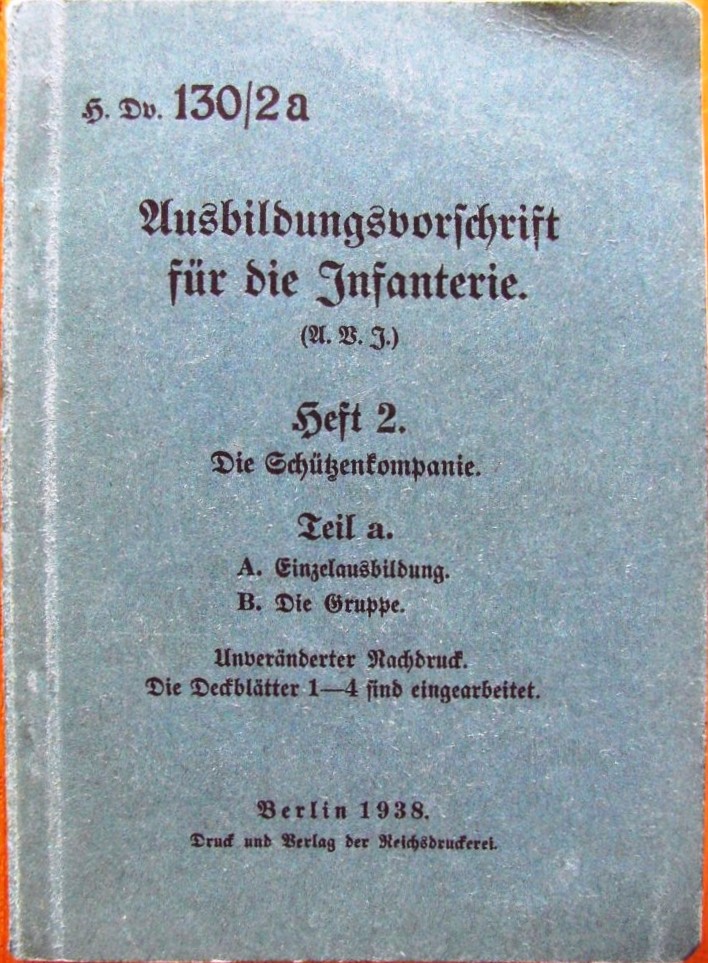 H. Dv. 130/2a
Ausbildungsvorschrift
für die Infanterie.
(A. V. I.)
Heft 2.
Die Schützenkompanie.
Teil a.
A. Einzelausbildung.
B. Die Gruppe.
Unveränderter Nachdruck.
Die Deckblätter 1—4 sind eingearbeitet.
Berlin 1938.
Druck und Verlag der Reichsdruckerei.